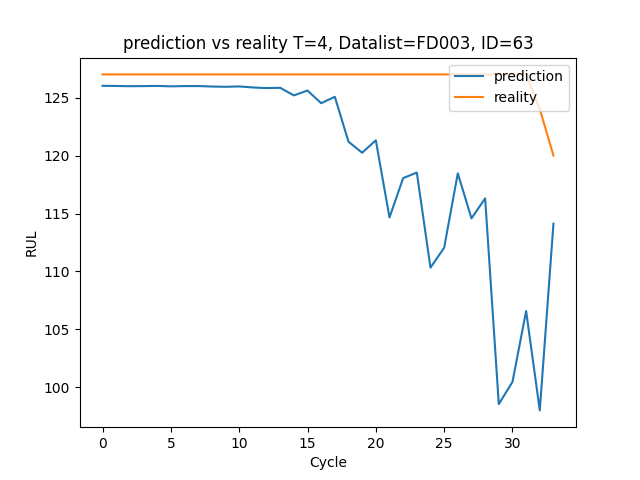 prediction vs reality T=4, Datalist=FD003, ID=63
prediction
reality
RUL
125
120
115
110
105
100
0 5 10 15 20 25 30
Cycle